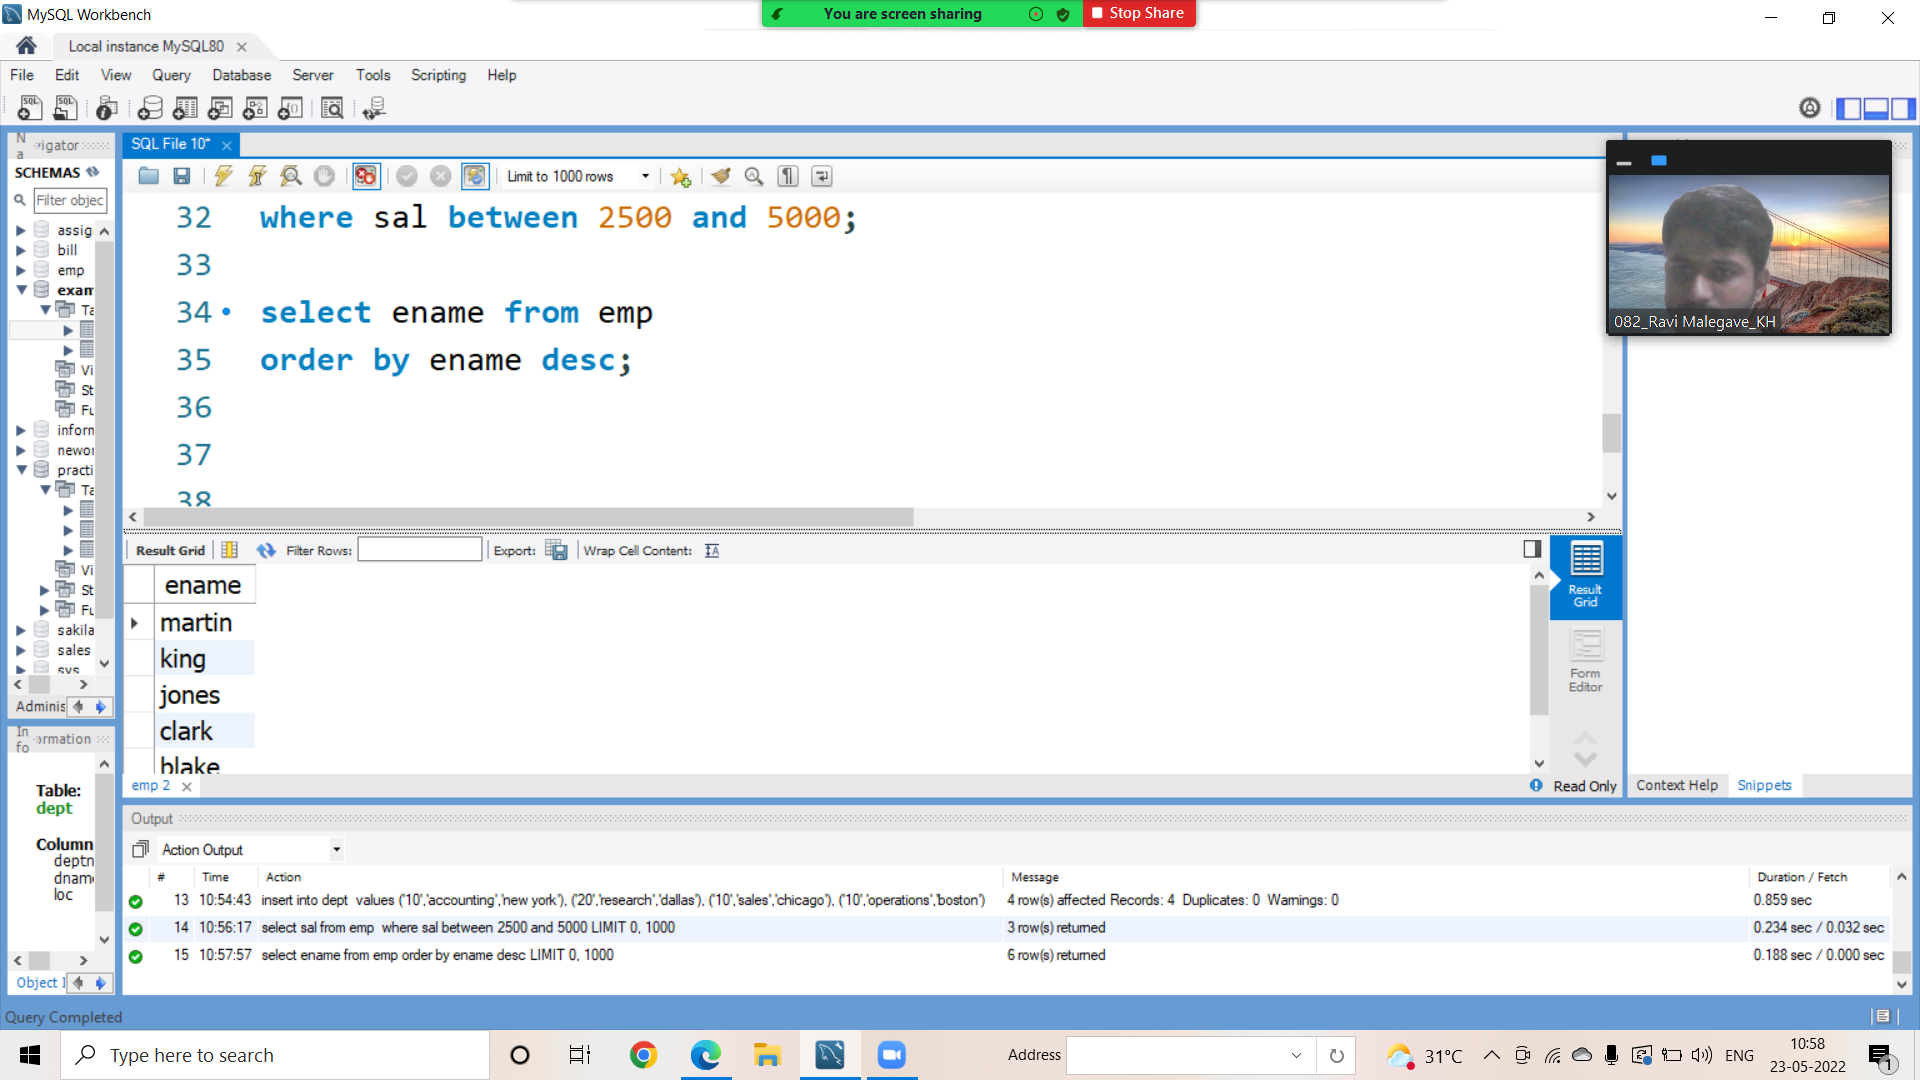 MySQL Workbench
You are screen sharing
Stop Share
Local instance MySQL80
File Edit View Query Database Server Tools Scripting Help
Navigator
SCHEMAS
Filter objec
assig
bill
emp
exam
Ta
Vi
St
Fu
inforn
newor
practi
Ta
Vi
St
Fu
sakila
sales
sys
Adminis
Information
Table:
dept
Column
deptn
dname
loc
Object I
SQL File 10*
Limit to 1000 rows
32 where sal between 2500 and 5000;
33
34 select ename from emp
35 order by ename desc;
36
37
38
Result Grid Filter Rows: Export: Wrap Cell Content:
ename
martin
king
jones
clark
blake
Result
Grid
Form
Editor
emp 2
Read Only
082_Ravi Malegave_KH
Context Help Snippets
Output
Action Output
# Time Action Message Duration / Fetch
13 10:54:43 insert into dept values ('10','accounting','new york'), ('20','research','dallas'), ('10','sales','chicago'), ('10','operations','boston') 4 row(s) affected Records: 4 Duplicates: 0 Warnings: 0 0.859 sec
14 10:56:17 select sal from emp where sal between 2500 and 5000 LIMIT 0, 1000 3 row(s) returned 0.234 sec / 0.032 sec
15 10:57:57 select ename from emp order by ename desc LIMIT 0, 1000 6 row(s) returned 0.188 sec / 0.000 sec
Query Completed
Type here to search
Address
31°C
ENG
10:58
23-05-2022
1